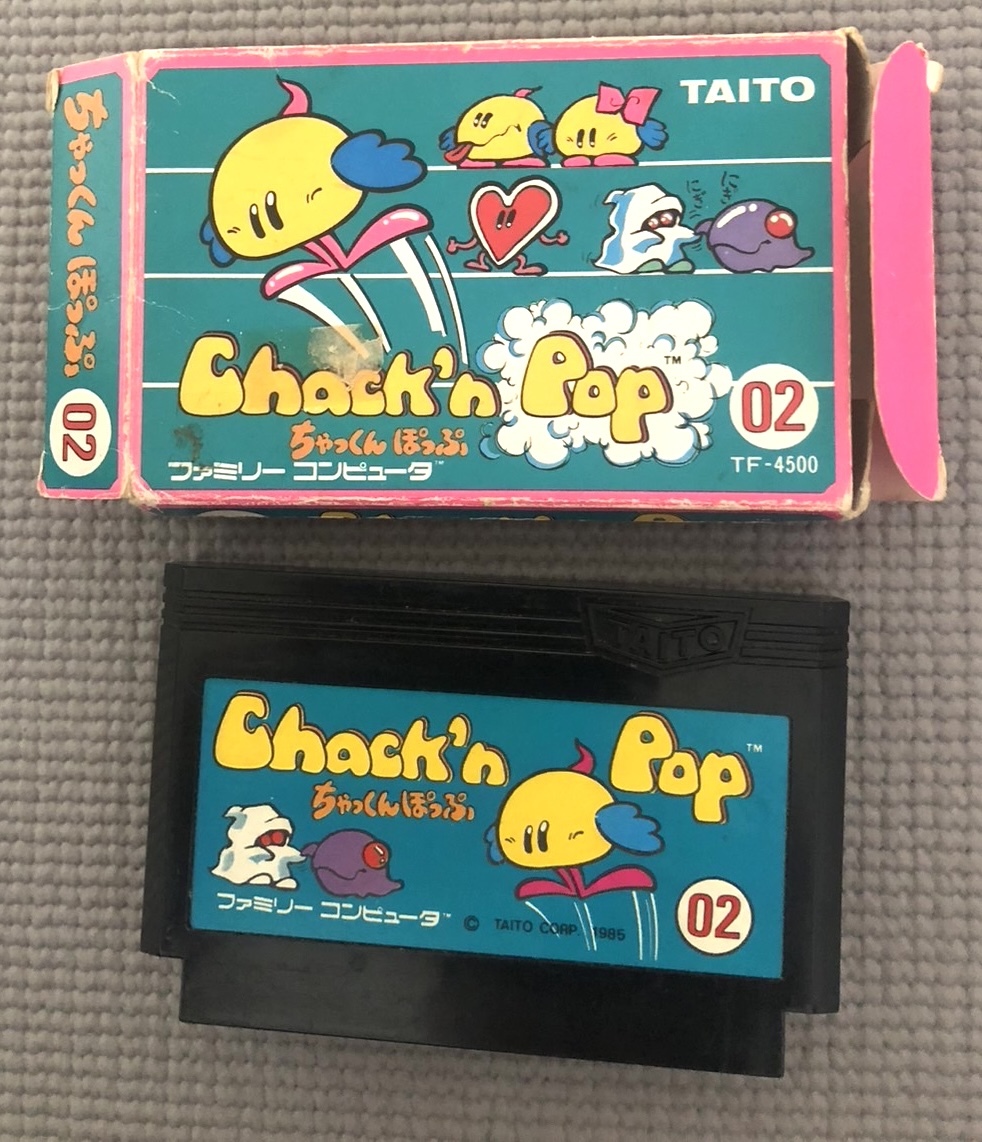 ちゃっくん ぽっぷ
02
TAITO
にぎ にぎ
Chack'n Pop™
ちゃっくん ぽっぷ
ファミリー コンピュータ™
02
TF-4500
TAITO
Chack'n Pop™
ちゃっくん ぽっぷ
ファミリー コンピュータ™
© TAITO CORP. 1985
02